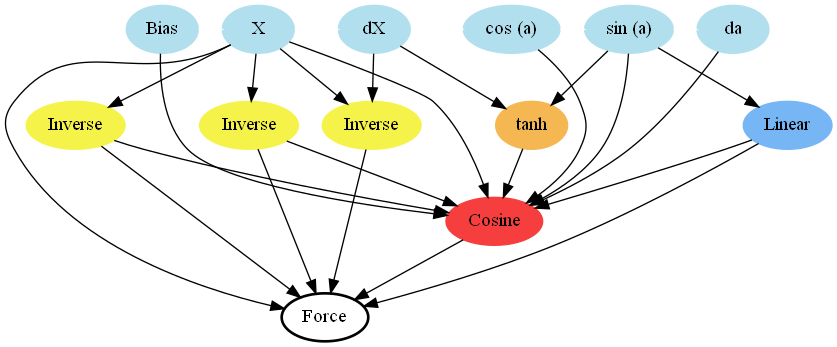 Bias
X
dX
cos (a)
sin (a)
da
Inverse
Inverse
Inverse
tanh
Linear
Cosine
Force